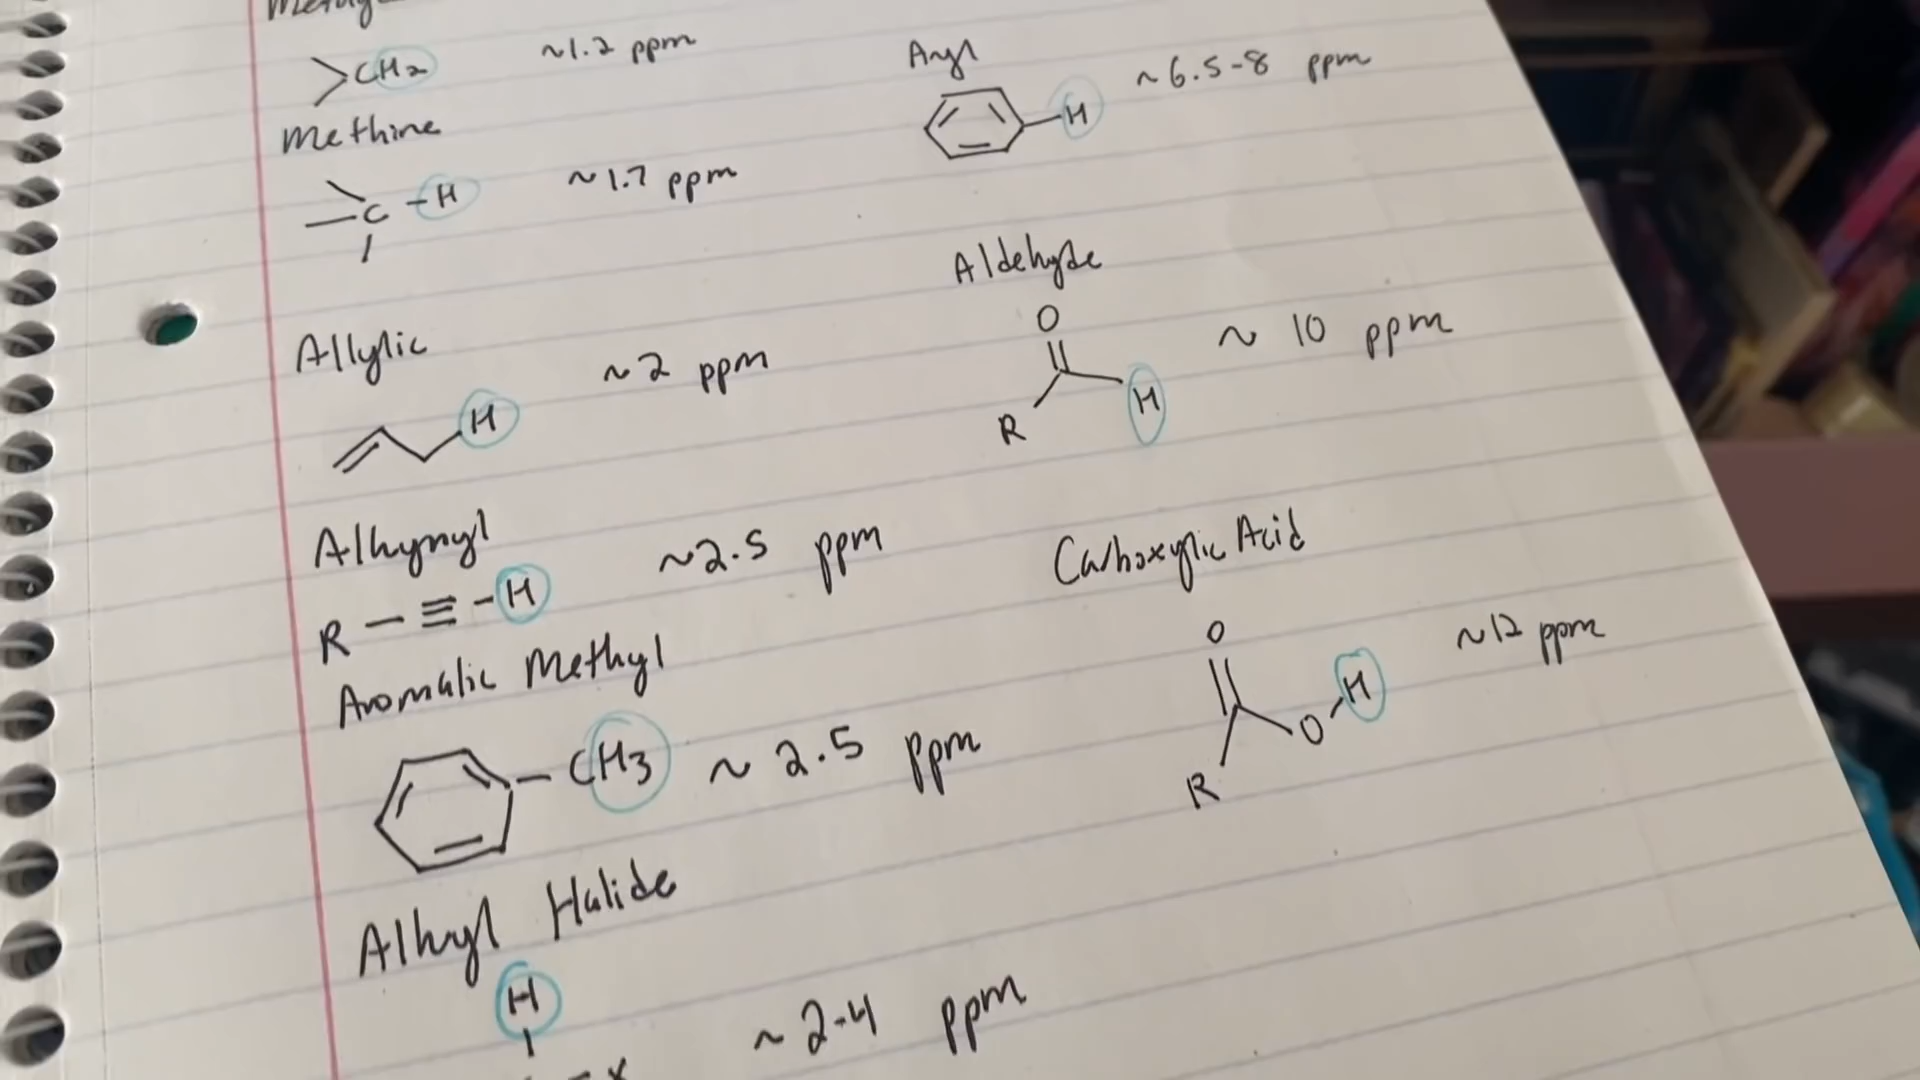 >CH2 ~1.2 ppm
Methine
C-H ~1.7 ppm
Allylic
H ~2 ppm
Alkynyl
R-≡-H ~2.5 ppm
Aromatic Methyl
-CH3 ~2.5 ppm
Alkyl Halide
H
-X ~2-4 ppm
Aryl
-H ~6.5-8 ppm
Aldehyde
O
R H ~10 ppm
Carboxylic Acid
O
R O-H ~12 ppm